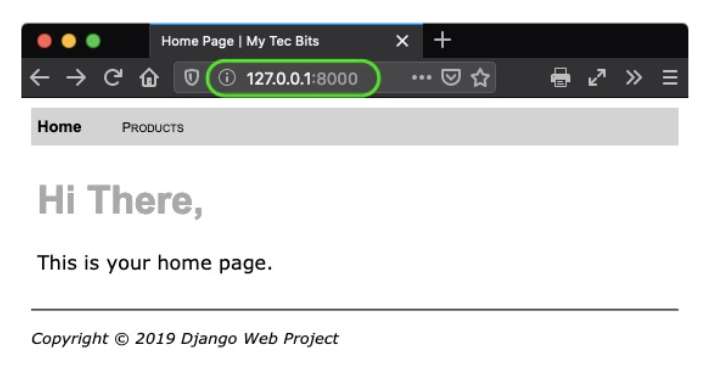 Home Page | My Tec Bits
127.0.0.1:8000
Home Products
Hi There,
This is your home page.
Copyright © 2019 Django Web Project